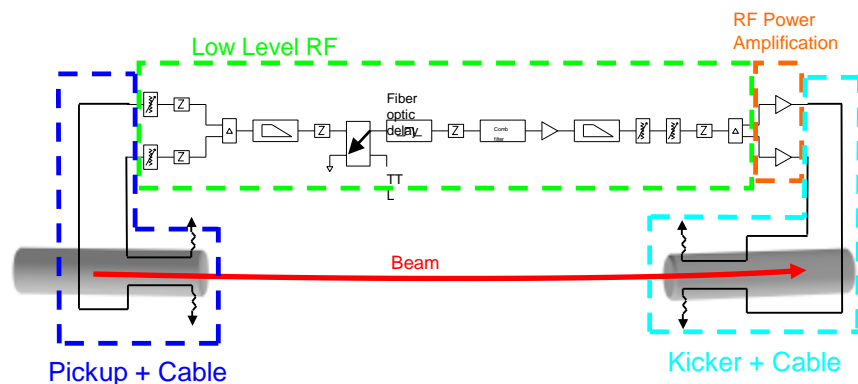 RF Power
Amplification
Low Level RF
Fiber
optic
delay
Z
Z
Δ
Z
Z
Comb
filter
Z
Δ
TT
L
Beam
Pickup + Cable
Kicker + Cable